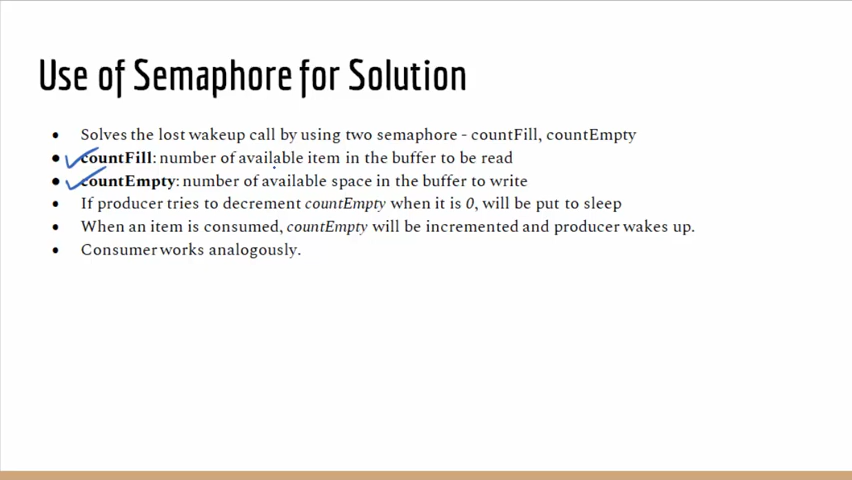 Use of Semaphore for Solution
• Solves the lost wakeup call by using two semaphore - countFill, countEmpty
• countFill: number of available item in the buffer to be read
• countEmpty: number of available space in the buffer to write
• If producer tries to decrement countEmpty when it is 0, will be put to sleep
• When an item is consumed, countEmpty will be incremented and producer wakes up.
• Consumer works analogously.